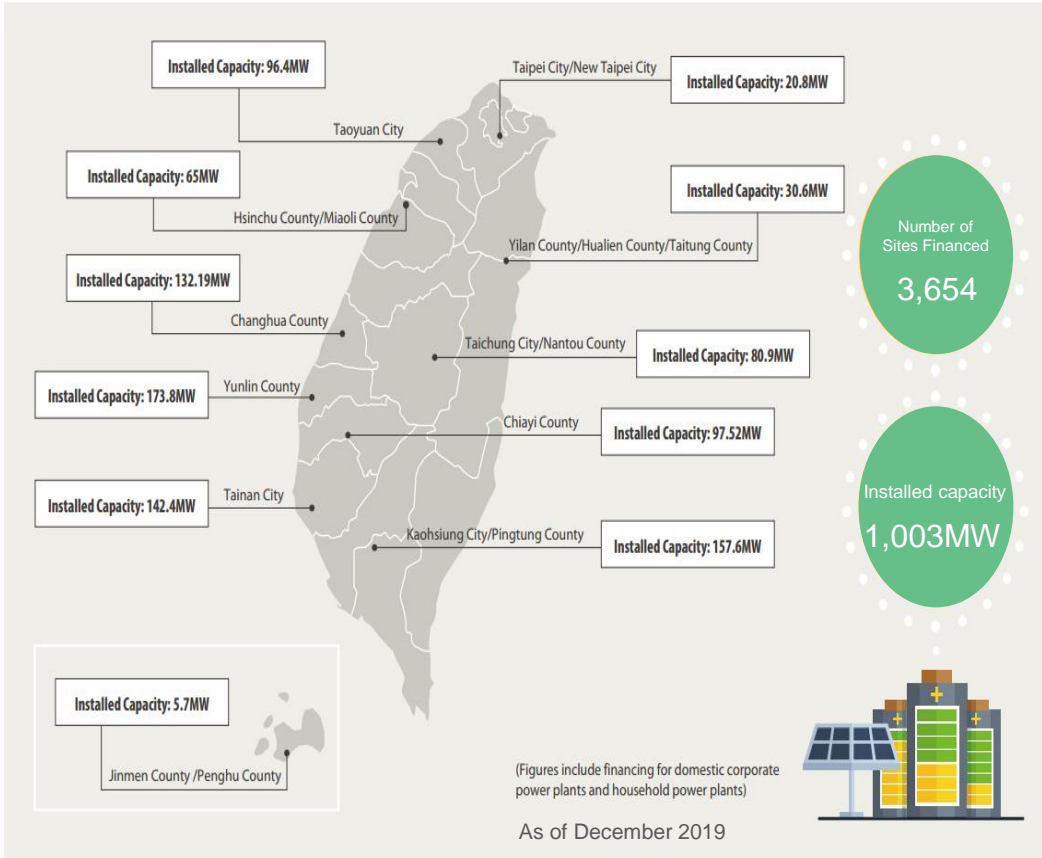 Installed Capacity: 96.4MW
Taoyuan City
Taipei City/New Taipei City
Installed Capacity: 20.8MW
Installed Capacity: 65MW
Hsinchu County/Miaoli County
Installed Capacity: 30.6MW
Yilan County/Hualien County/Taitung County
Installed Capacity: 132.19MW
Changhua County
Taichung City/Nantou County
Installed Capacity: 80.9MW
Installed Capacity: 173.8MW
Yunlin County
Chiayi County
Installed Capacity: 97.52MW
Installed Capacity: 142.4MW
Tainan City
Kaohsiung City/Pingtung County
Installed Capacity: 157.6MW
Installed Capacity: 5.7MW
Jinmen County /Penghu County
Number of
Sites Financed
3,654
Installed capacity
1,003MW
(Figures include financing for domestic corporate
power plants and household power plants)
As of December 2019